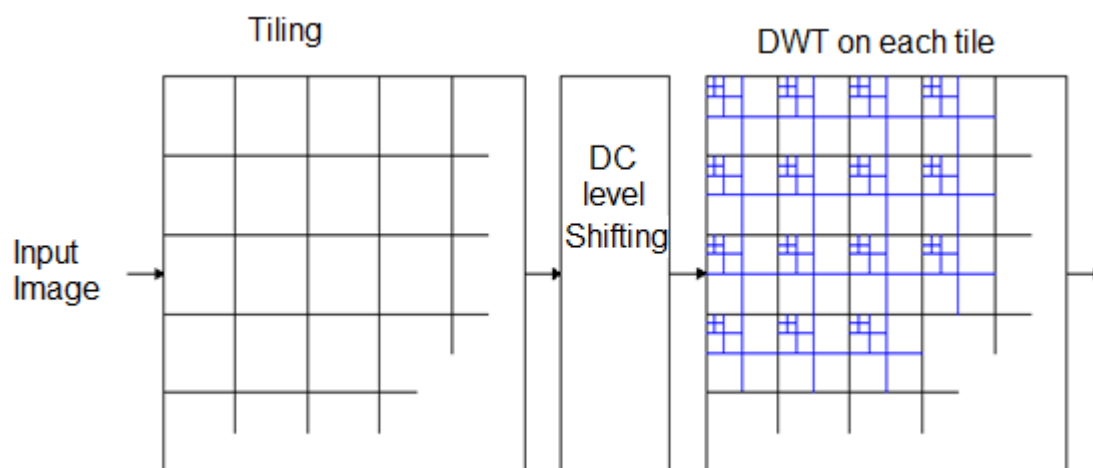 Tiling
DWT on each tile
DC
level
Shifting
Input
Image